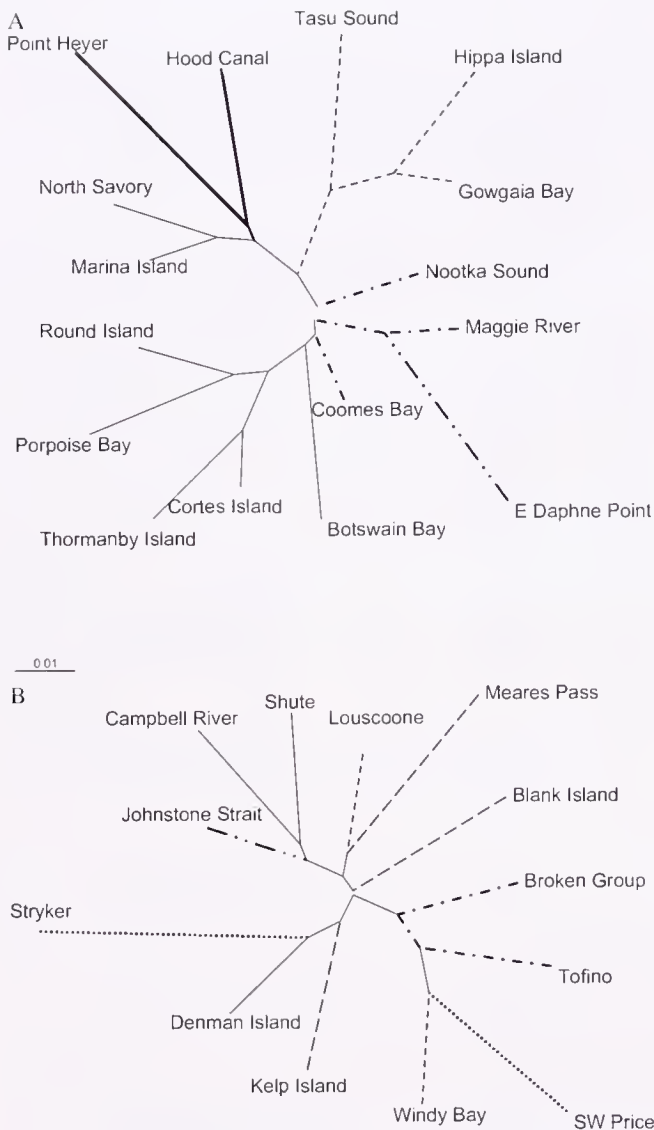 A
Tasu Sound
Point Heyer
Hood Canal
Hippa Island
North Savory
Gowgaia Bay
Marina Island
Nootka Sound
Round Island
Maggie River
Coomes Bay
Porpoise Bay
Cortes Island
E Daphne Point
Thormanby Island
Botswain Bay
0.01
B
Meares Pass
Shute
Campbell River
Louscoone
Blank Island
Johnstone Strait
Broken Group
Stryker
Tofino
Denman Island
Kelp Island
Windy Bay
SW Price